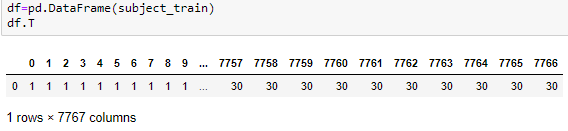 df=pd.DataFrame(subject_train)
df.T
0 1 2 3 4 5 6 7 8 9 ... 7757 7758 7759 7760 7761 7762 7763 7764 7765 7766
0 1 1 1 1 1 1 1 1 1 1 ... 30 30 30 30 30 30 30 30 30 30
1 rows × 7767 columns